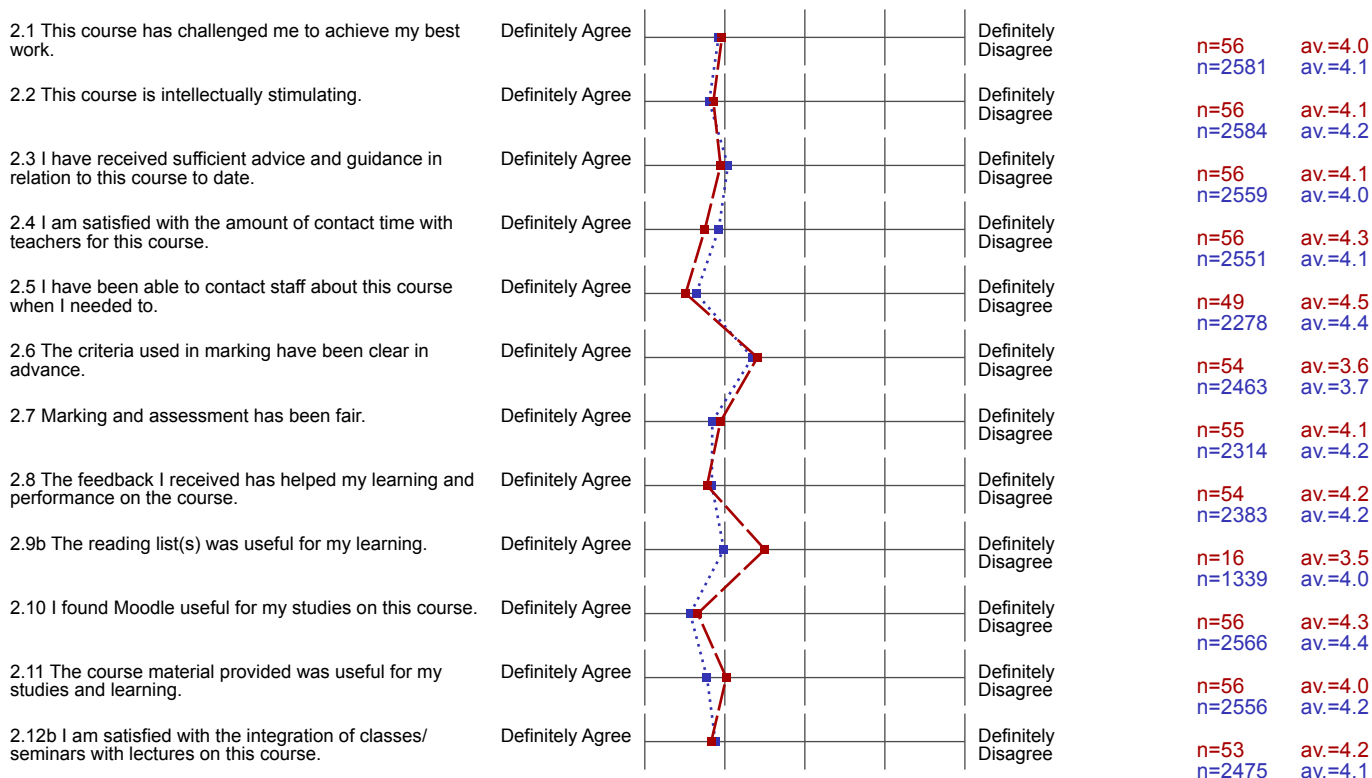 2.1 This course has challenged me to achieve my best
work.
Definitely Agree
Definitely
Disagree
n=56 av.=4.0
n=2581 av.=4.1
2.2 This course is intellectually stimulating.
Definitely Agree
Definitely
Disagree
n=56 av.=4.1
n=2584 av.=4.2
2.3 I have received sufficient advice and guidance in
relation to this course to date.
Definitely Agree
Definitely
Disagree
n=56 av.=4.1
n=2559 av.=4.0
2.4 I am satisfied with the amount of contact time with
teachers for this course.
Definitely Agree
Definitely
Disagree
n=56 av.=4.3
n=2551 av.=4.1
2.5 I have been able to contact staff about this course
when I needed to.
Definitely Agree
Definitely
Disagree
n=49 av.=4.5
n=2278 av.=4.4
2.6 The criteria used in marking have been clear in
advance.
Definitely Agree
Definitely
Disagree
n=54 av.=3.6
n=2463 av.=3.7
2.7 Marking and assessment has been fair.
Definitely Agree
Definitely
Disagree
n=55 av.=4.1
n=2314 av.=4.2
2.8 The feedback I received has helped my learning and
performance on the course.
Definitely Agree
Definitely
Disagree
n=54 av.=4.2
n=2383 av.=4.2
2.9b The reading list(s) was useful for my learning.
Definitely Agree
Definitely
Disagree
n=16 av.=3.5
n=1339 av.=4.0
2.10 I found Moodle useful for my studies on this course.
Definitely Agree
Definitely
Disagree
n=56 av.=4.3
n=2566 av.=4.4
2.11 The course material provided was useful for my
studies and learning.
Definitely Agree
Definitely
Disagree
n=56 av.=4.0
n=2556 av.=4.2
2.12b I am satisfied with the integration of classes/
seminars with lectures on this course.
Definitely Agree
Definitely
Disagree
n=53 av.=4.2
n=2475 av.=4.1